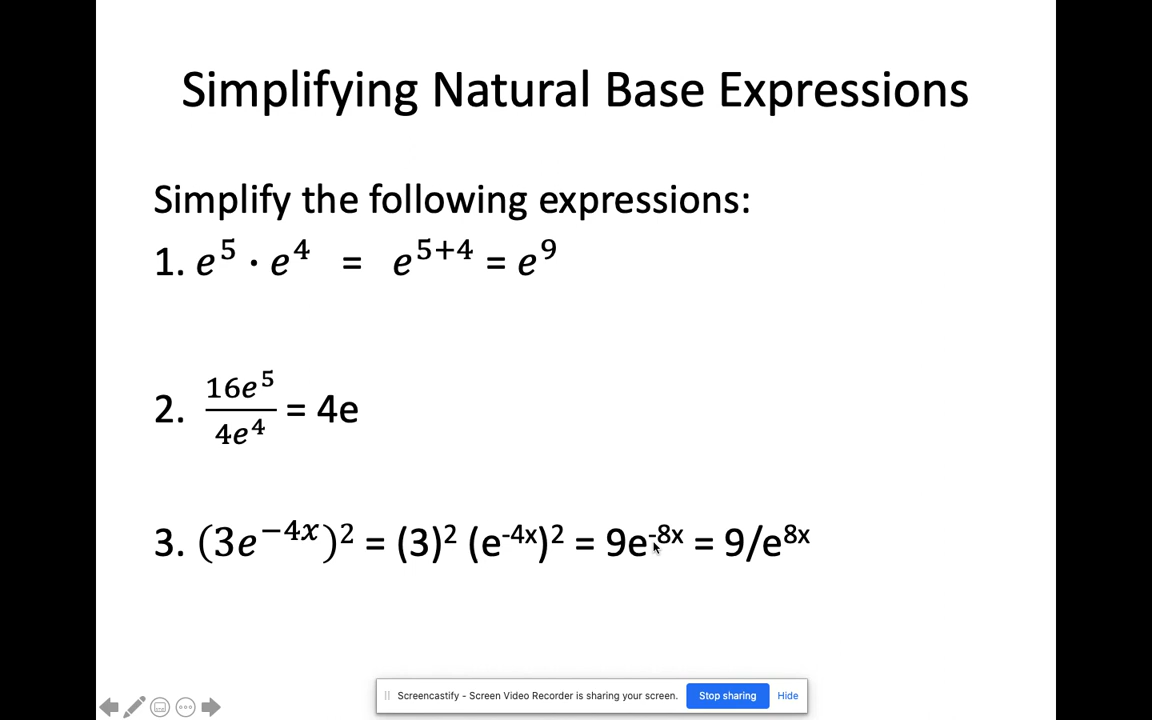 Simplifying Natural Base Expressions
Simplify the following expressions:
1. e⁵ · e⁴ = e⁵⁺⁴ = e⁹
2. 16e⁵/4e⁴ = 4e
3. (3e⁻⁴ˣ)² = (3)² (e⁻⁴ˣ)² = 9e⁻⁸ˣ = 9/e⁸ˣ
Screencastify - Screen Video Recorder is sharing your screen. Stop sharing Hide